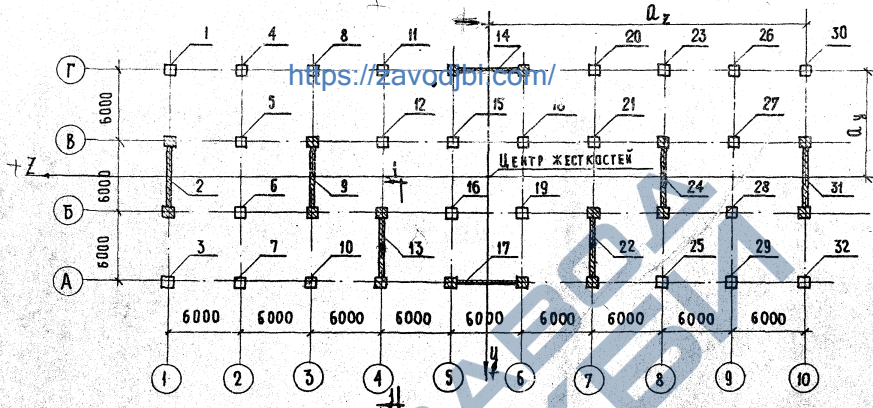 a z
1 4 8 11 14 20 23 26 30
Г
https://zavodjbi.com/
6000 5 12 15 18 21 27 a y
В
+Z ЦЕНТР ЖЕСТКОСТЕЙ
6000 2 6 9 i 16 19 24 28 31
Б
6000 3 7 10 13 17 22 25 29 32
А
6000 6000 6000 6000 6000 6000 6000 6000 6000
y
1 2 3 4 5 6 7 8 9 10
ЗАВОД
ЖБИ